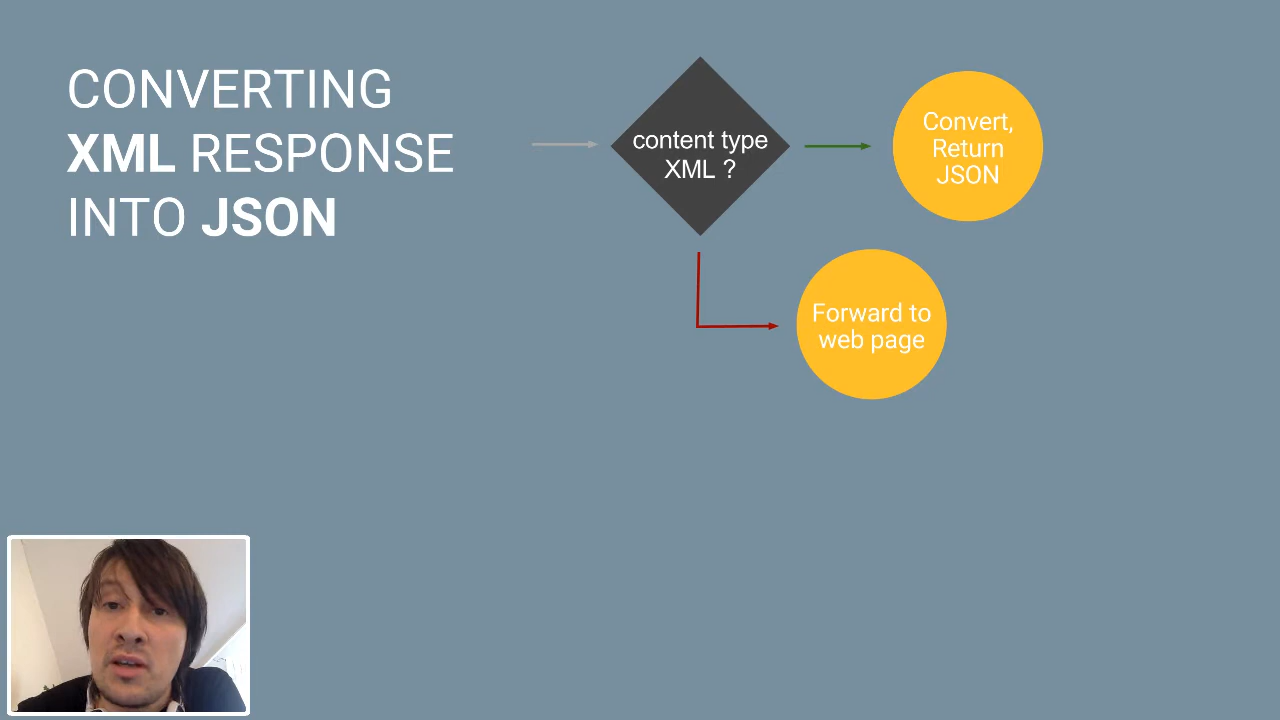 CONVERTING
XML RESPONSE
INTO JSON
content type
XML ?
Convert,
Return
JSON
Forward to
web page